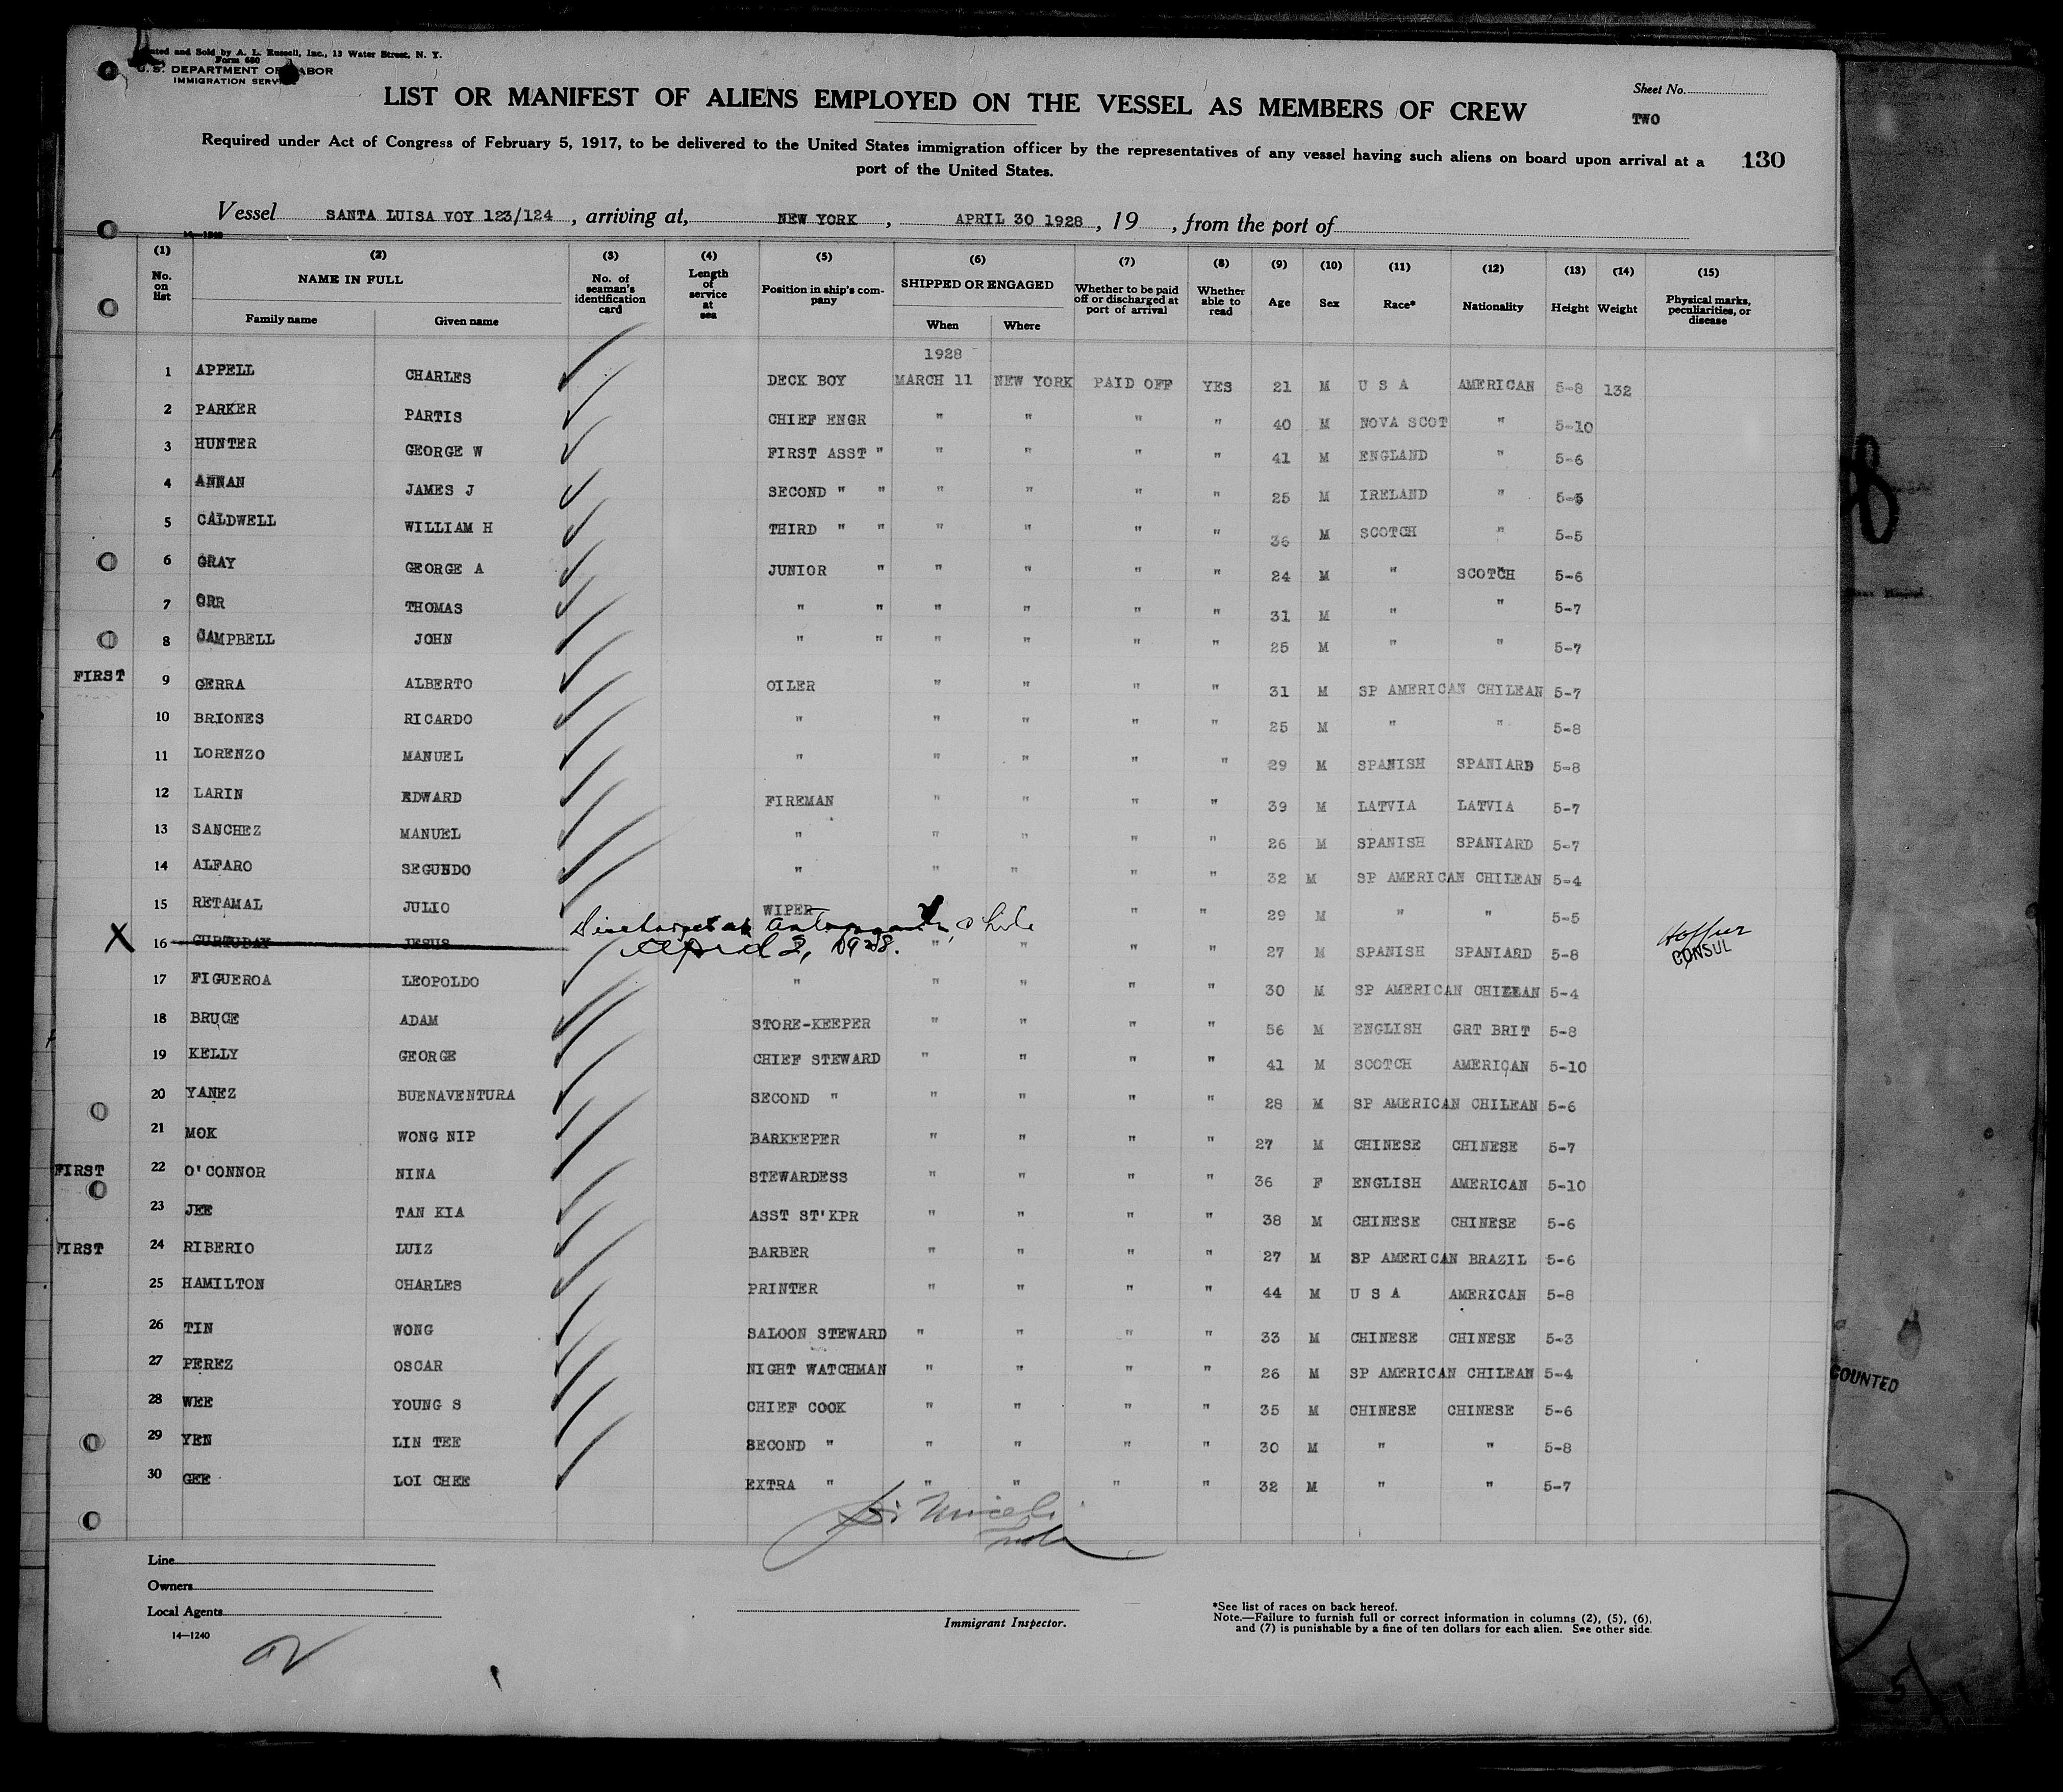 Printed and Sold by A. L. Russell, Inc., 13 Water Street, N. Y.
Form 680
U.S. DEPARTMENT OF LABOR
IMMIGRATION SERVICE
Sheet No.
TWO
LIST OR MANIFEST OF ALIENS EMPLOYED ON THE VESSEL AS MEMBERS OF CREW
130
Required under Act of Congress of February 5, 1917, to be delivered to the United States immigration officer by the representatives of any vessel having such aliens on board upon arrival at a
port of the United States.
Vessel SANTA LUISA VOY 123/124, arriving at, NEW YORK, APRIL 30 1928, 19 , from the port of
14—1240
(1) (2) (3) (4) (5) (6) (7) (8) (9) (10) (11) (12) (13) (14) (15)
No. on list NAME IN FULL Family name Given name No. of seaman's identification card Length of service at sea Position in ship's company SHIPPED OR ENGAGED When Where Whether to be paid off or discharged at port of arrival Whether able to read Age Sex Race* Nationality Height Weight Physical marks, peculiarities, or disease
1928
1 APPELL CHARLES DECK BOY MARCH 11 NEW YORK PAID OFF YES 21 M U S A AMERICAN 5-8 132
2 PARKER PARTIS CHIEF ENGR " " " " 40 M NOVA SCOT " 5-10
3 HUNTER GEORGE W FIRST ASST " " " " " 41 M ENGLAND " 5-6
4 ANNAN JAMES J SECOND " " " " " " 25 M IRELAND " 5-5
5 CALDWELL WILLIAM H THIRD " " " " " " 36 M SCOTCH " 5-5
6 GRAY GEORGE A JUNIOR " " " " " 24 M " SCOTCH 5-6
7 ORR THOMAS " " " " " " 31 M " " 5-7
8 CAMPBELL JOHN " " " " " " 25 M " " 5-7
FIRST 9 GERRA ALBERTO OILER " " " " 31 M SP AMERICAN CHILEAN 5-7
10 BRIONES RICARDO " " " " " 25 M " " 5-8
11 LORENZO MANUEL " " " " " 29 M SPANISH SPANIARD 5-8
12 LARIN EDWARD FIREMAN " " " " 39 M LATVIA LATVIA 5-7
13 SANCHEZ MANUEL " " " " " 26 M SPANISH SPANIARD 5-7
14 ALFARO SEGUNDO " " " " " 32 M SP AMERICAN CHILEAN 5-4
15 RETAMAL JULIO WIPER " " 29 M " " 5-5
Discharged at Antofagasta, Chile
X 16 JESUS April 2, 1928. " " " " 27 M SPANISH SPANIARD 5-8 CONSUL
17 FIGUEROA LEOPOLDO " " " " " 30 M SP AMERICAN CHILEAN 5-4
18 BRUCE ADAM STORE-KEEPER " " " " 56 M ENGLISH GRT BRIT 5-8
19 KELLY GEORGE CHIEF STEWARD " " " " 41 M SCOTCH AMERICAN 5-10
20 YANEZ BUENAVENTURA SECOND " " " " " 28 M SP AMERICAN CHILEAN 5-6
21 MOK WONG NIP BARKEEPER " " " " 27 M CHINESE CHINESE 5-7
FIRST 22 O'CONNOR NINA STEWARDESS " " " " 36 F ENGLISH AMERICAN 5-10
23 JEE TAN KIA ASST ST'KPR " " " " 38 M CHINESE CHINESE 5-6
FIRST 24 RIBERIO LUIZ BARBER " " " " 27 M SP AMERICAN BRAZIL 5-6
25 HAMILTON CHARLES PRINTER " " " " 44 M U S A AMERICAN 5-8
26 TIN WONG SALOON STEWARD " " " " 33 M CHINESE CHINESE 5-3
27 PEREZ OSCAR NIGHT WATCHMAN " " " " 26 M SP AMERICAN CHILEAN 5-4
28 WEE YOUNG S CHIEF COOK " " " " 35 M CHINESE CHINESE 5-6
29 YEN LIN TEE SECOND " " " " " 30 M " " 5-8
30 GEE LOI CHEE EXTRA " " " " " 32 M " " 5-7
COUNTED
Line
Owners
Local Agents
14—1240
Immigrant Inspector.
*See list of races on back hereof.
Note.—Failure to furnish full or correct information in columns (2), (5), (6),
and (7) is punishable by a fine of ten dollars for each alien. See other side.